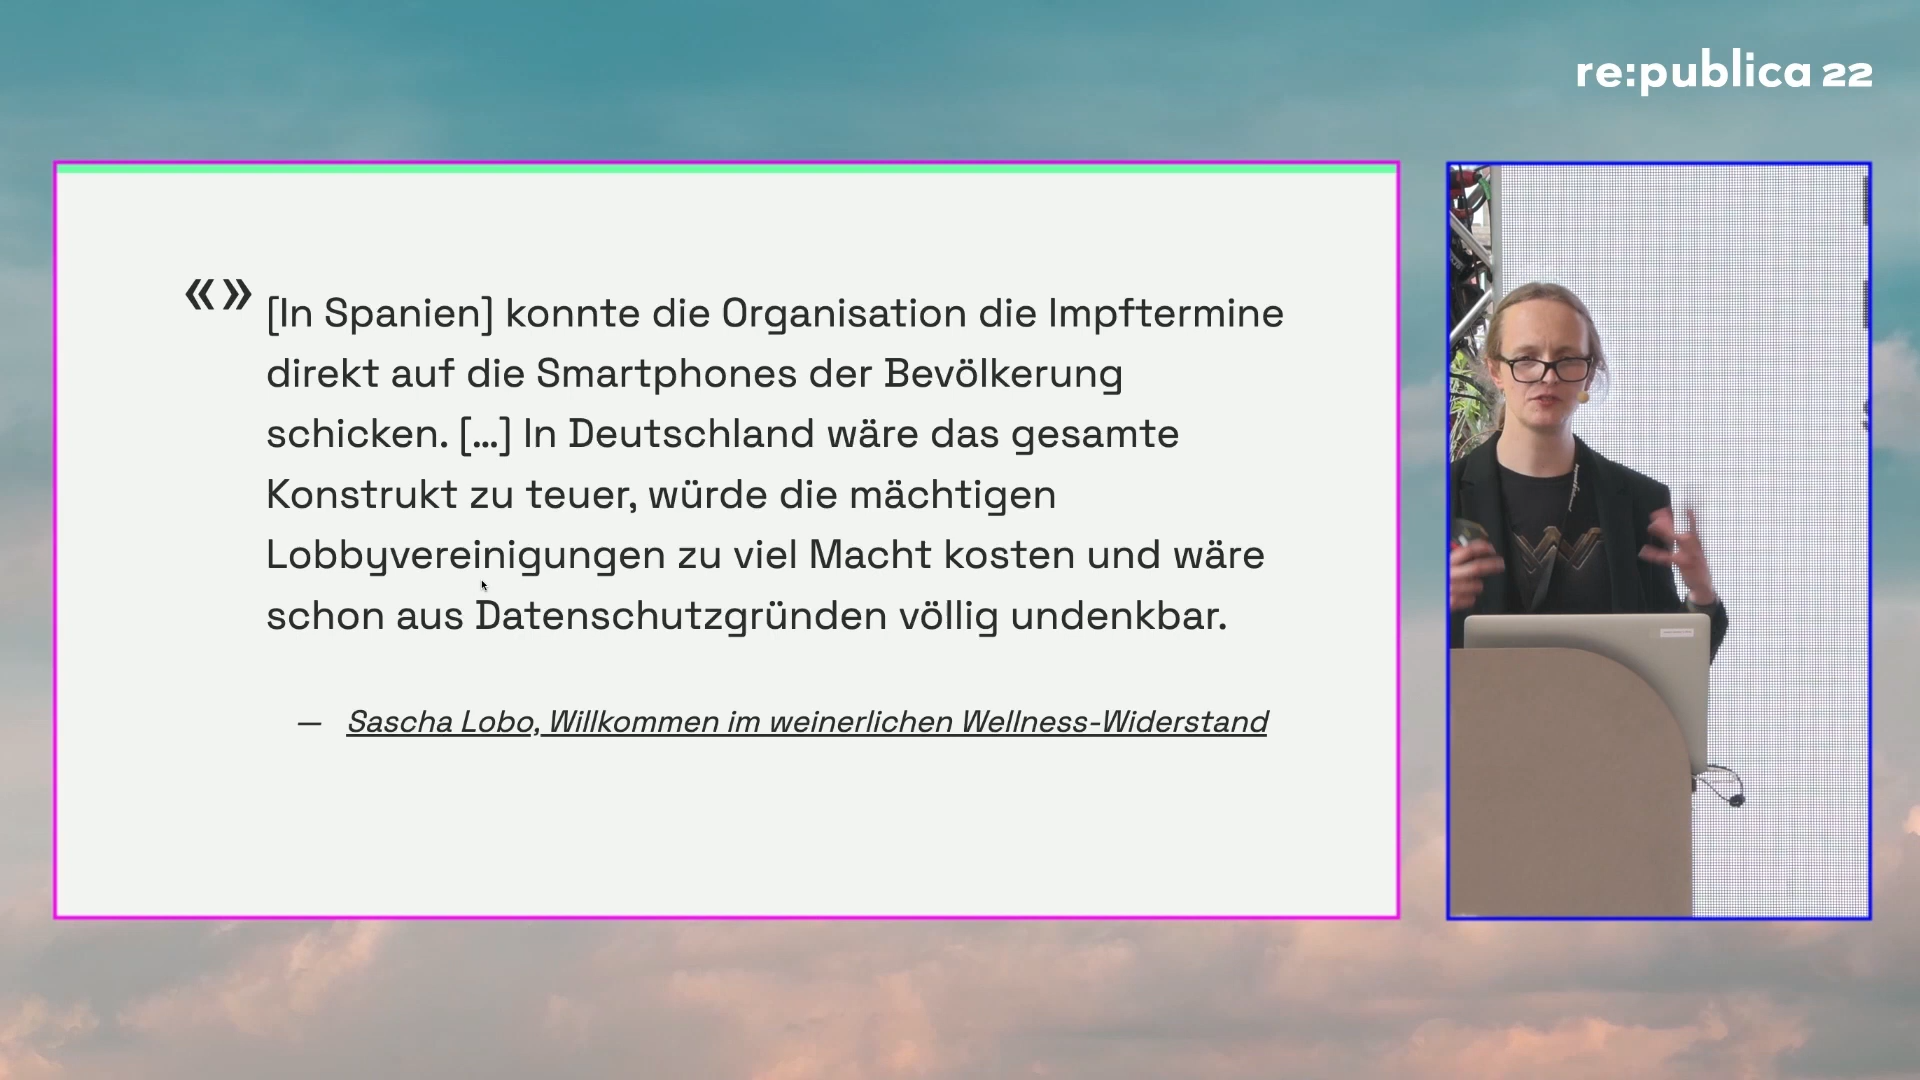 re:publica 22
«» [In Spanien] konnte die Organisation die Impftermine
direkt auf die Smartphones der Bevölkerung
schicken. […] In Deutschland wäre das gesamte
Konstrukt zu teuer, würde die mächtigen
Lobbyvereinigungen zu viel Macht kosten und wäre
schon aus Datenschutzgründen völlig undenkbar.
— Sascha Lobo, Willkommen im weinerlichen Wellness-Widerstand